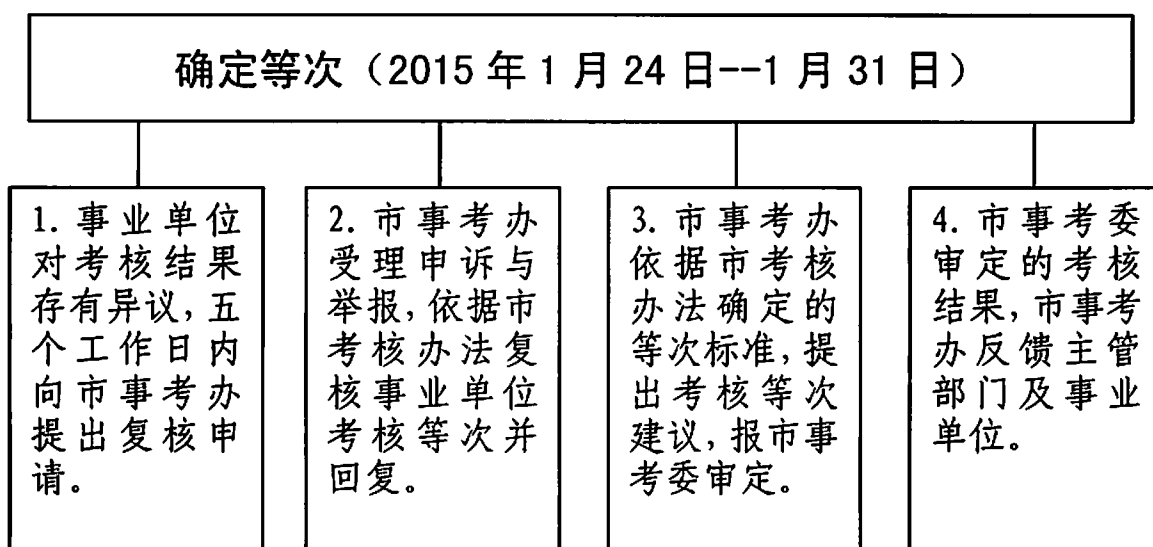 确定等次（2015 年 1 月 24 日--1 月 31 日）
1. 事业单位
对考核结果
存有异议,五
个工作日内
向市事考办
提出复核申
请。
2. 市事考办
受理申诉与
举报,依据市
考核办法复
核事业单位
考核等次并
回复。
3. 市事考办
依据市考核
办法确定的
等次标准,提
出考核等次
建议,报市事
考委审定。
4. 市事考委
审定的考核
结果,市事考
办反馈主管
部门及事业
单位。